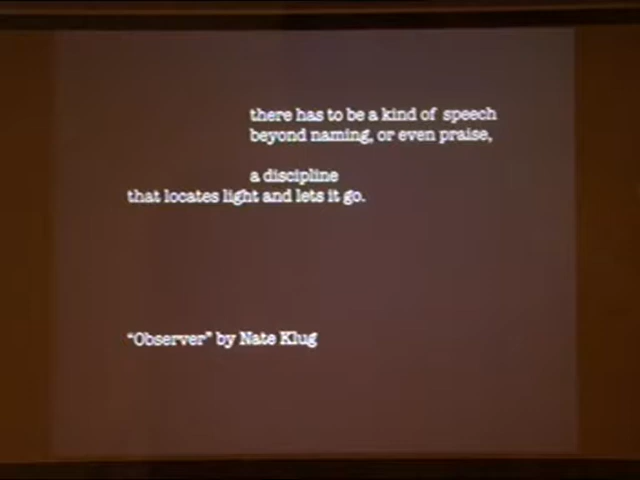 there has to be a kind of speech
beyond naming, or even praise,
a discipline
that locates light and lets it go.
“Observer” by Nate Klug